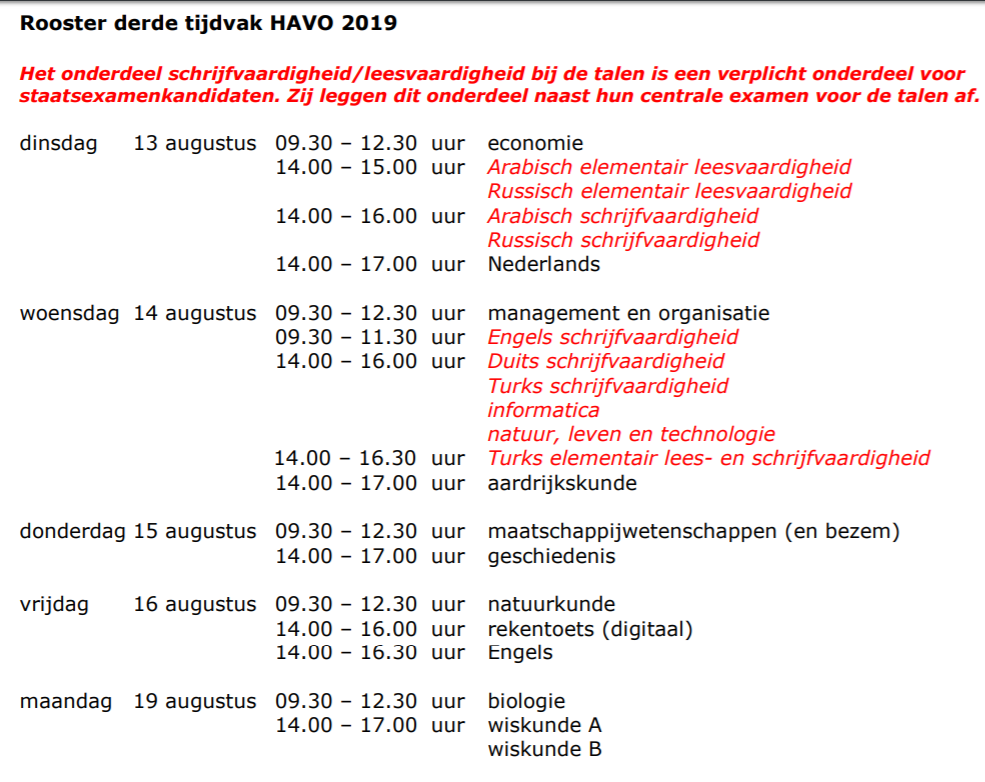 Rooster derde tijdvak HAVO 2019
Het onderdeel schrijfvaardigheid/leesvaardigheid bij de talen is een verplicht onderdeel voor
staatsexamenkandidaten. Zij leggen dit onderdeel naast hun centrale examen voor de talen af.
dinsdag 13 augustus 09.30 – 12.30 uur economie
14.00 – 15.00 uur Arabisch elementair leesvaardigheid
Russisch elementair leesvaardigheid
14.00 – 16.00 uur Arabisch schrijfvaardigheid
Russisch schrijfvaardigheid
14.00 – 17.00 uur Nederlands
woensdag 14 augustus 09.30 – 12.30 uur management en organisatie
09.30 – 11.30 uur Engels schrijfvaardigheid
14.00 – 16.00 uur Duits schrijfvaardigheid
Turks schrijfvaardigheid
informatica
natuur, leven en technologie
14.00 – 16.30 uur Turks elementair lees- en schrijfvaardigheid
14.00 – 17.00 uur aardrijkskunde
donderdag 15 augustus 09.30 – 12.30 uur maatschappijwetenschappen (en bezem)
14.00 – 17.00 uur geschiedenis
vrijdag 16 augustus 09.30 – 12.30 uur natuurkunde
14.00 – 16.00 uur rekentoets (digitaal)
14.00 – 16.30 uur Engels
maandag 19 augustus 09.30 – 12.30 uur biologie
14.00 – 17.00 uur wiskunde A
wiskunde B